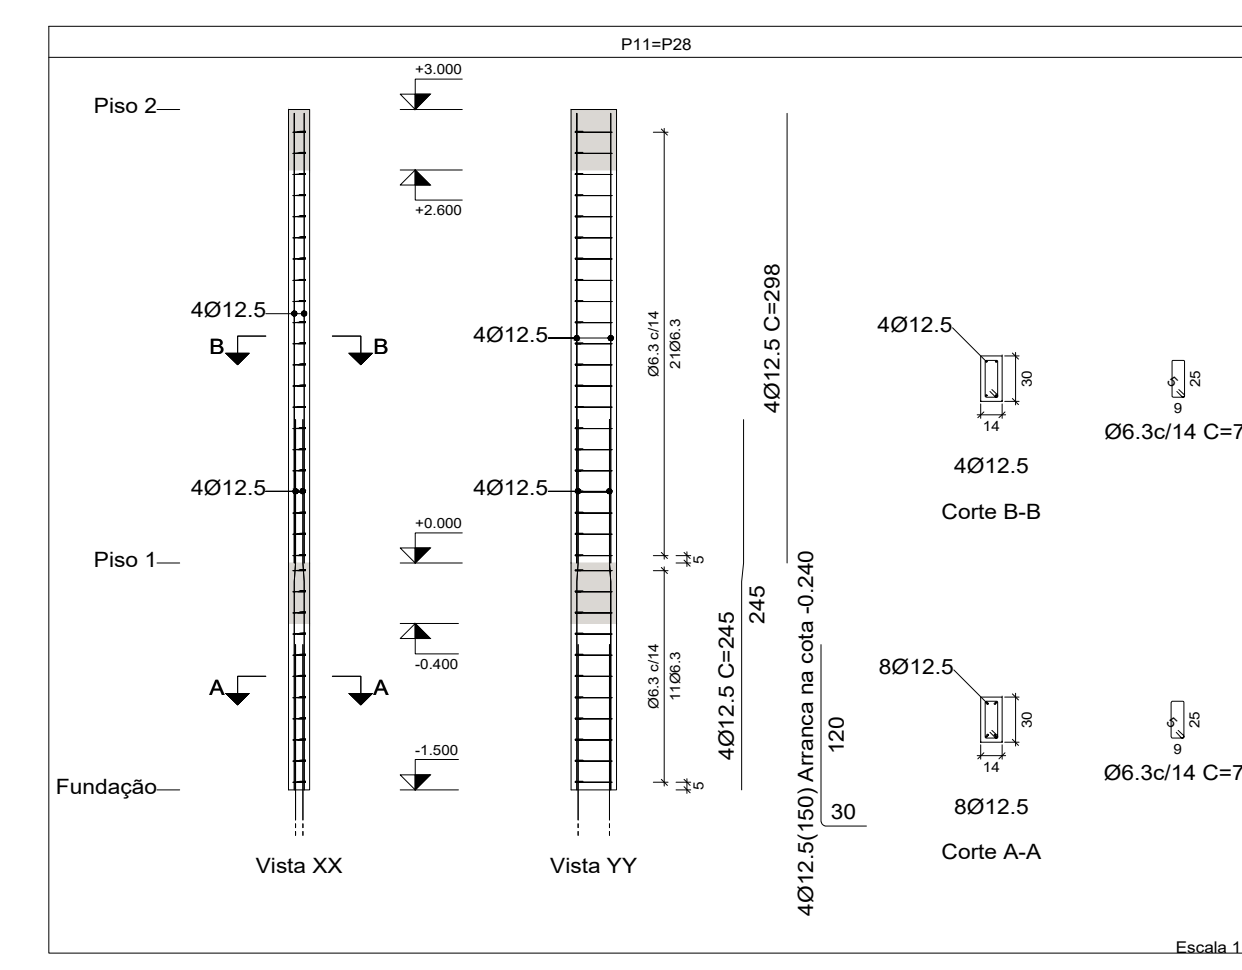 P11=P28
Piso 2
+3.000
+2.600
4Ø12.5
B
B
4Ø12.5
4Ø12.5
4Ø12.5
Piso 1
+0.000
-0.400
A
A
Fundação
-1.500
Vista XX
Vista YY
Ø6.3 c/14
21Ø6.3
5
Ø6.3 c/14
11Ø6.3
5
4Ø12.5 C=298
4Ø12.5 C=245
245
4Ø12.5(150) Arranca na cota -0.240
120
30
4Ø12.5
30
14
4Ø12.5
Corte B-B
5
25
9
Ø6.3c/14 C=7
8Ø12.5
30
14
8Ø12.5
Corte A-A
5
25
9
Ø6.3c/14 C=7
Escala 1